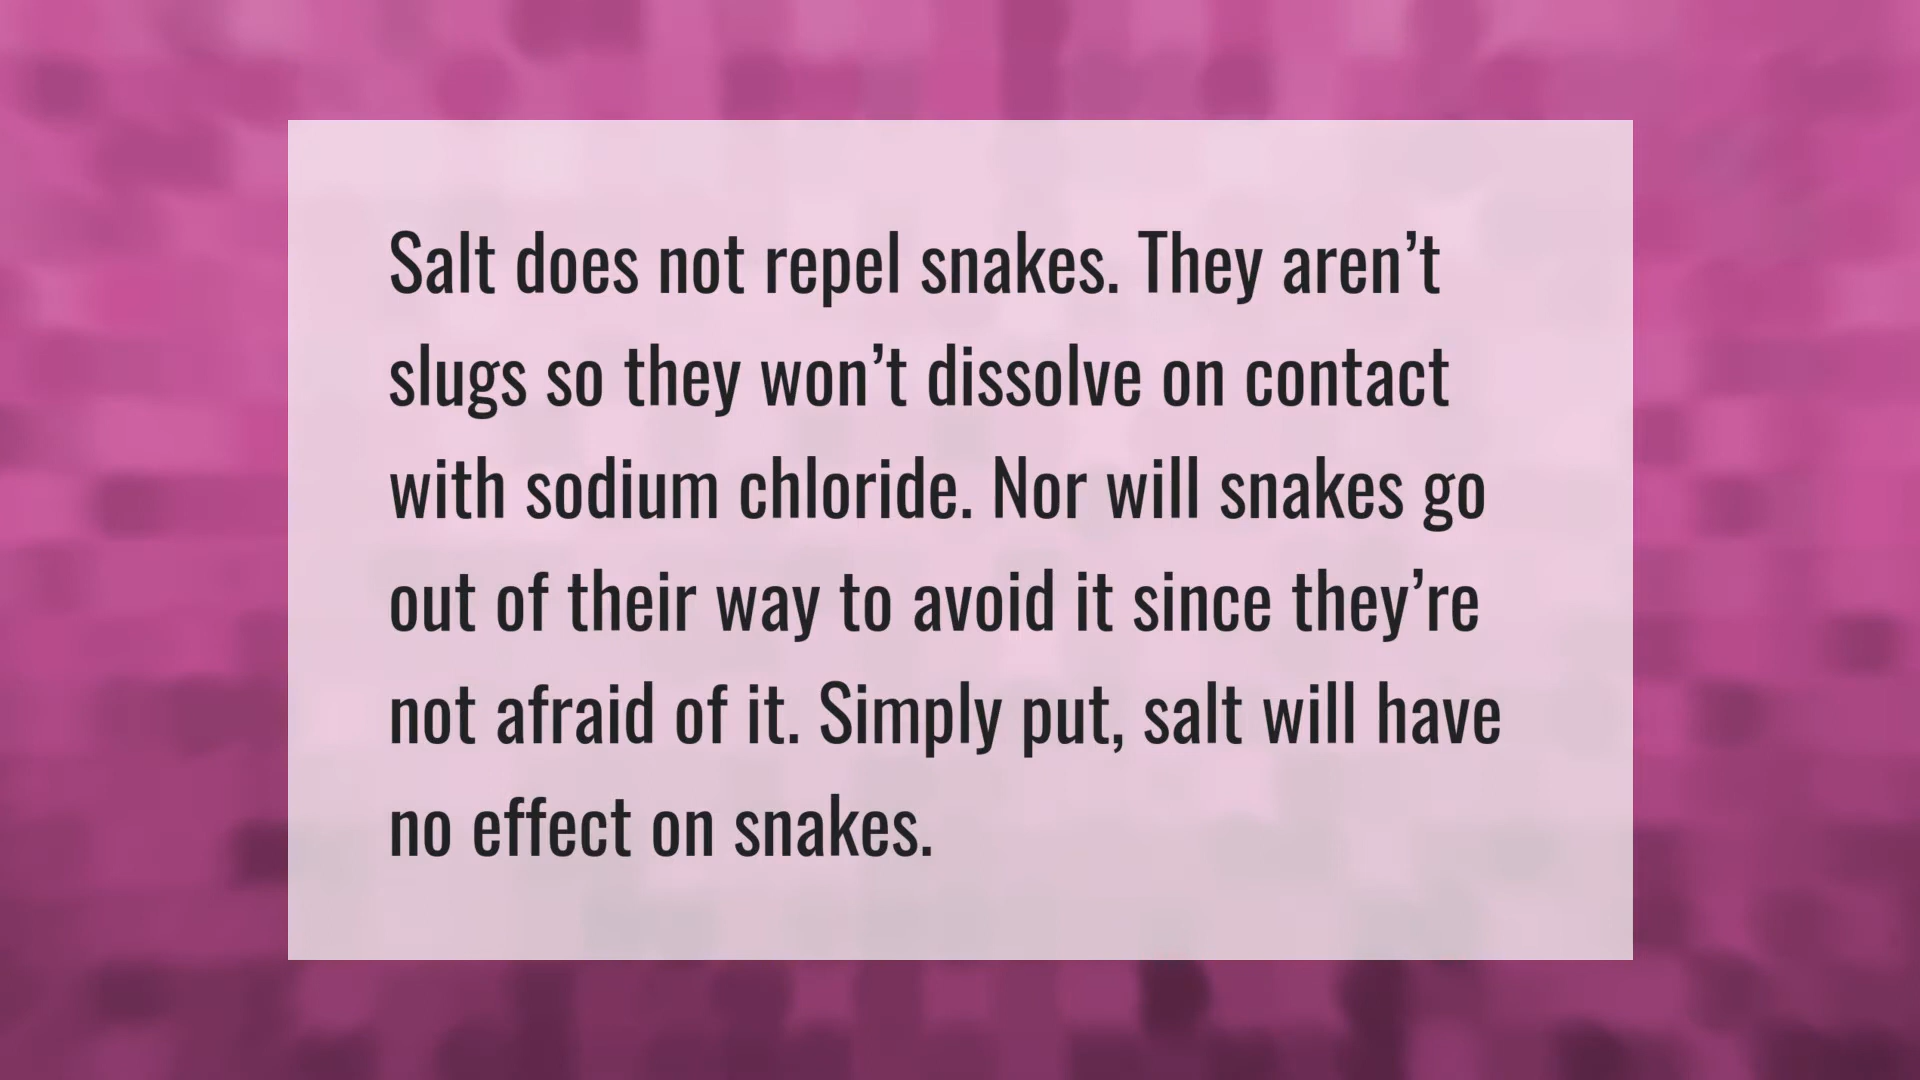 Salt does not repel snakes. They aren’t
slugs so they won’t dissolve on contact
with sodium chloride. Nor will snakes go
out of their way to avoid it since they’re
not afraid of it. Simply put, salt will have
no effect on snakes.